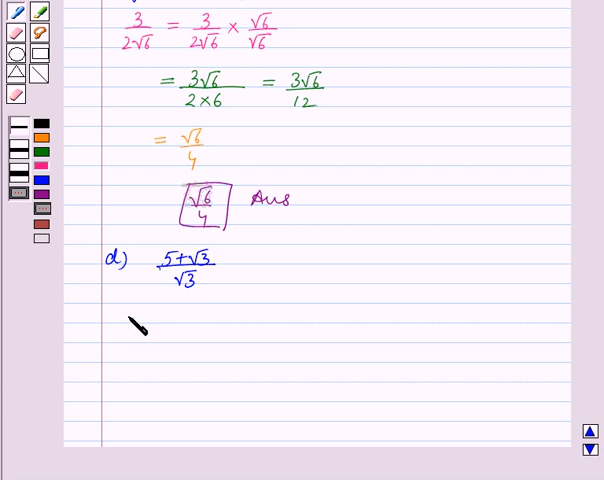 3/2√6 = 3/2√6 × √6/√6
= 3√6/2×6 = 3√6/12
= √6/4
√6/4 Ans
d) 5+√3/√3